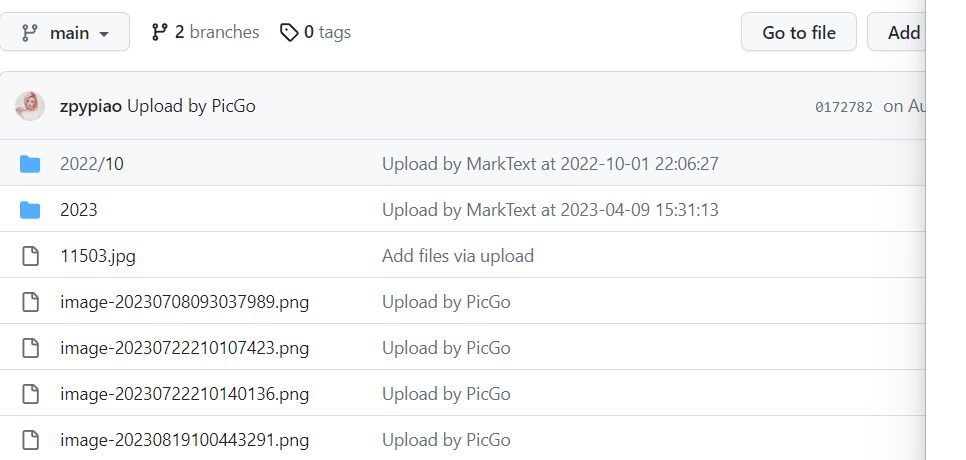 main 2 branches 0 tags Go to file Add
zpypiao Upload by PicGo 0172782 on
2022/10 Upload by MarkText at 2022-10-01 22:06:27
2023 Upload by MarkText at 2023-04-09 15:31:13
11503.jpg Add files via upload
image-20230708093037989.png Upload by PicGo
image-20230722210107423.png Upload by PicGo
image-20230722210140136.png Upload by PicGo
image-20230819100443291.png Upload by PicGo